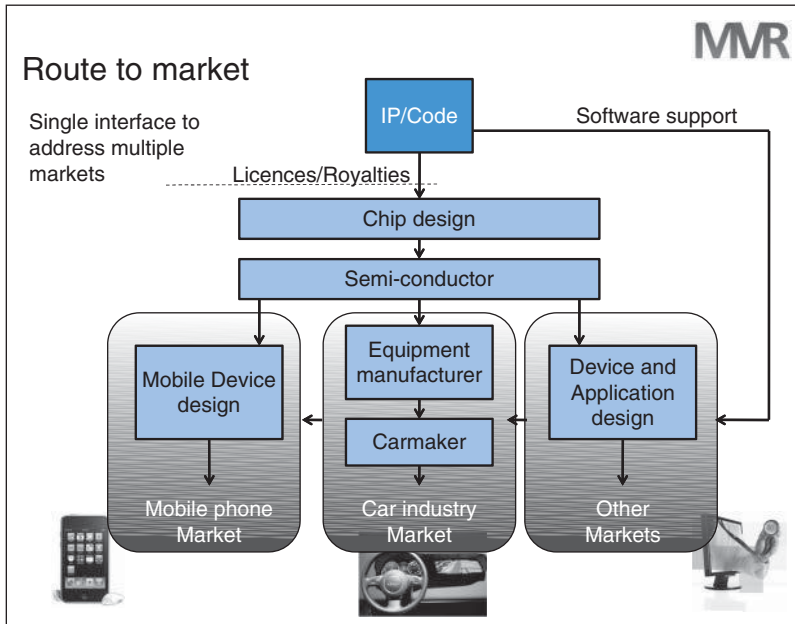 MVR
Route to market
Single interface to
address multiple
markets
IP/Code
Software support
Licences/Royalties
Chip design
Semi-conductor
Mobile Device
design
Mobile phone
Market
Equipment
manufacturer
Carmaker
Car industry
Market
Device and
Application
design
Other
Markets